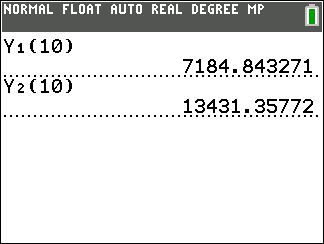 NORMAL FLOAT AUTO REAL DEGREE MP
Y₁(10)
7184.843271
Y₂(10)
13431.35772